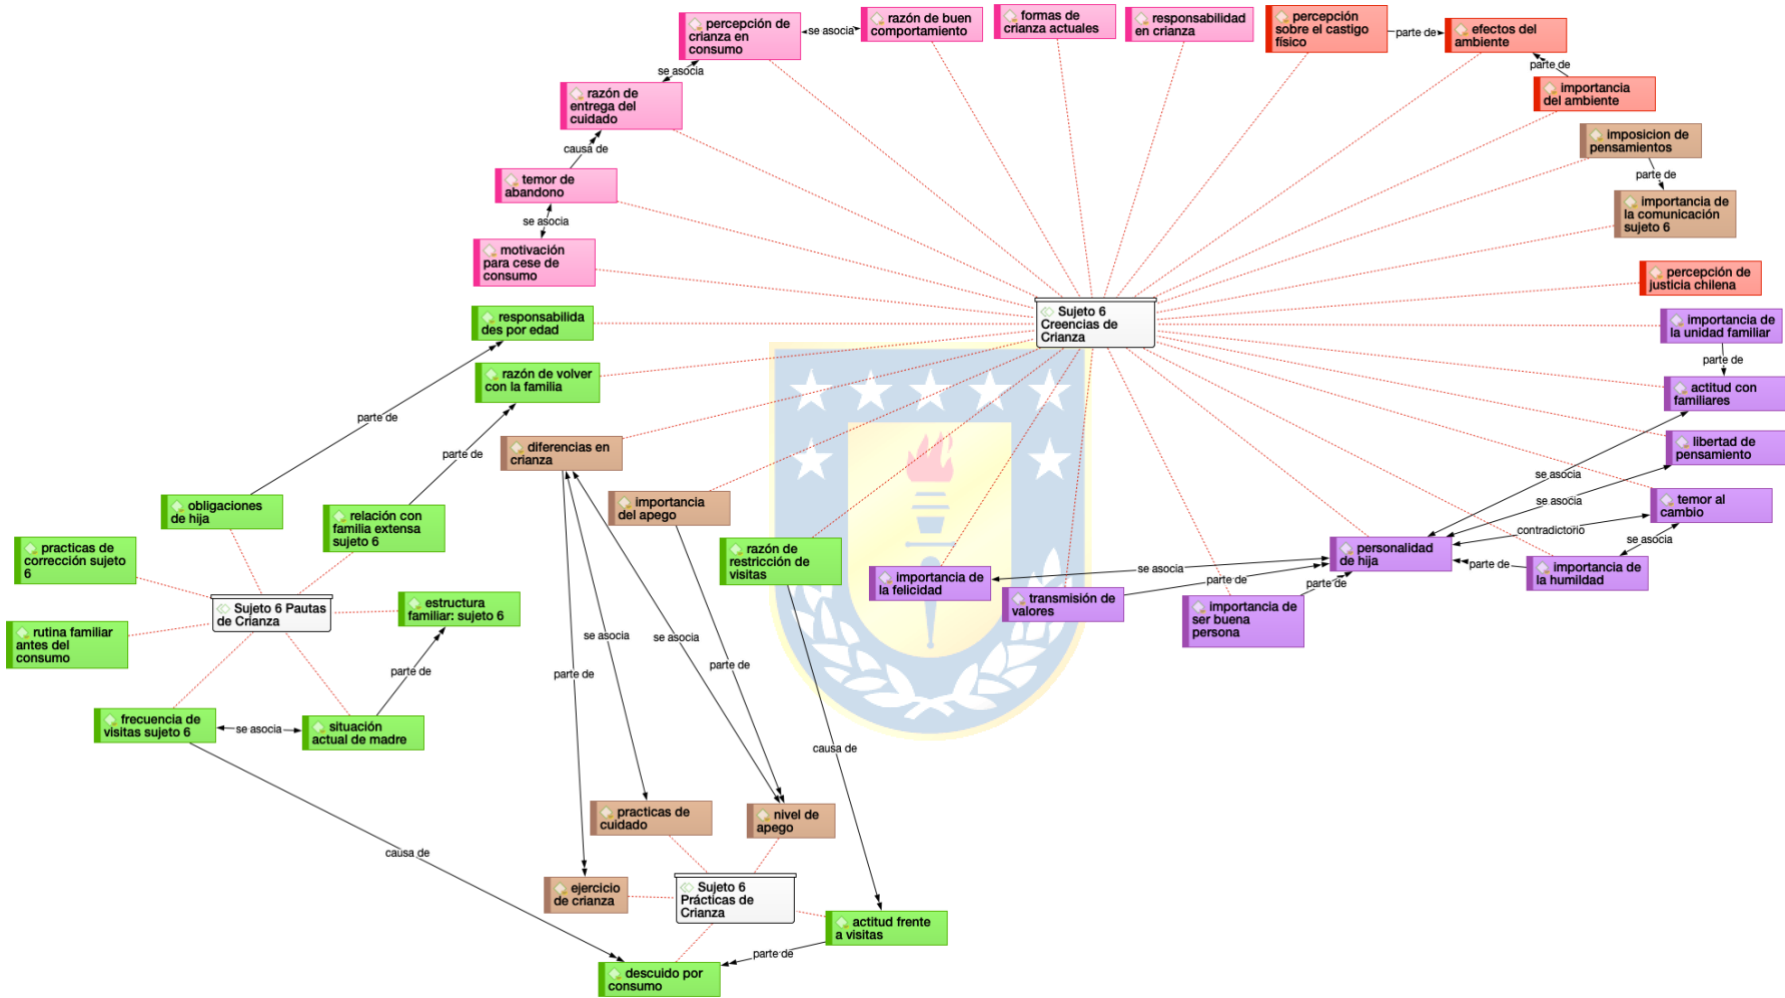 percepción de
crianza en
consumo
se asocia
razón de buen
comportamiento
formas de
crianza actuales
responsabilidad
en crianza
percepción
sobre el castigo
físico
parte de
efectos del
ambiente
parte de
importancia
del ambiente
se asocia
razón de
entrega del
cuidado
causa de
temor de
abandono
se asocia
motivación
para cese de
consumo
imposicion de
pensamientos
parte de
importancia de
la comunicación
sujeto 6
percepción de
justicia chilena
Sujeto 6
Creencias de
Crianza
responsabilida
des por edad
importancia de
la unidad familiar
parte de
razón de volver
con la familia
actitud con
familiares
parte de
parte de
diferencias en
crianza
libertad de
pensamiento
se asocia
se asocia
temor al
cambio
contradictorio
se asocia
obligaciones
de hija
relación con
familia extensa
sujeto 6
importancia
del apego
practicas de
corrección sujeto
6
razón de
restricción de
visitas
personalidad
de hija
parte de
importancia de
la humildad
se asocia
importancia de
la felicidad
parte de
transmisión de
valores
parte de
importancia de
ser buena
persona
Sujeto 6 Pautas
de Crianza
estructura
familiar: sujeto 6
rutina familiar
antes del
consumo
parte de
se asocia
se asocia
parte de
parte de
frecuencia de
visitas sujeto 6
se asocia
situación
actual de madre
causa de
practicas de
cuidado
nivel de
apego
causa de
ejercicio
de crianza
Sujeto 6
Prácticas de
Crianza
actitud frente
a visitas
parte de
descuido por
consumo